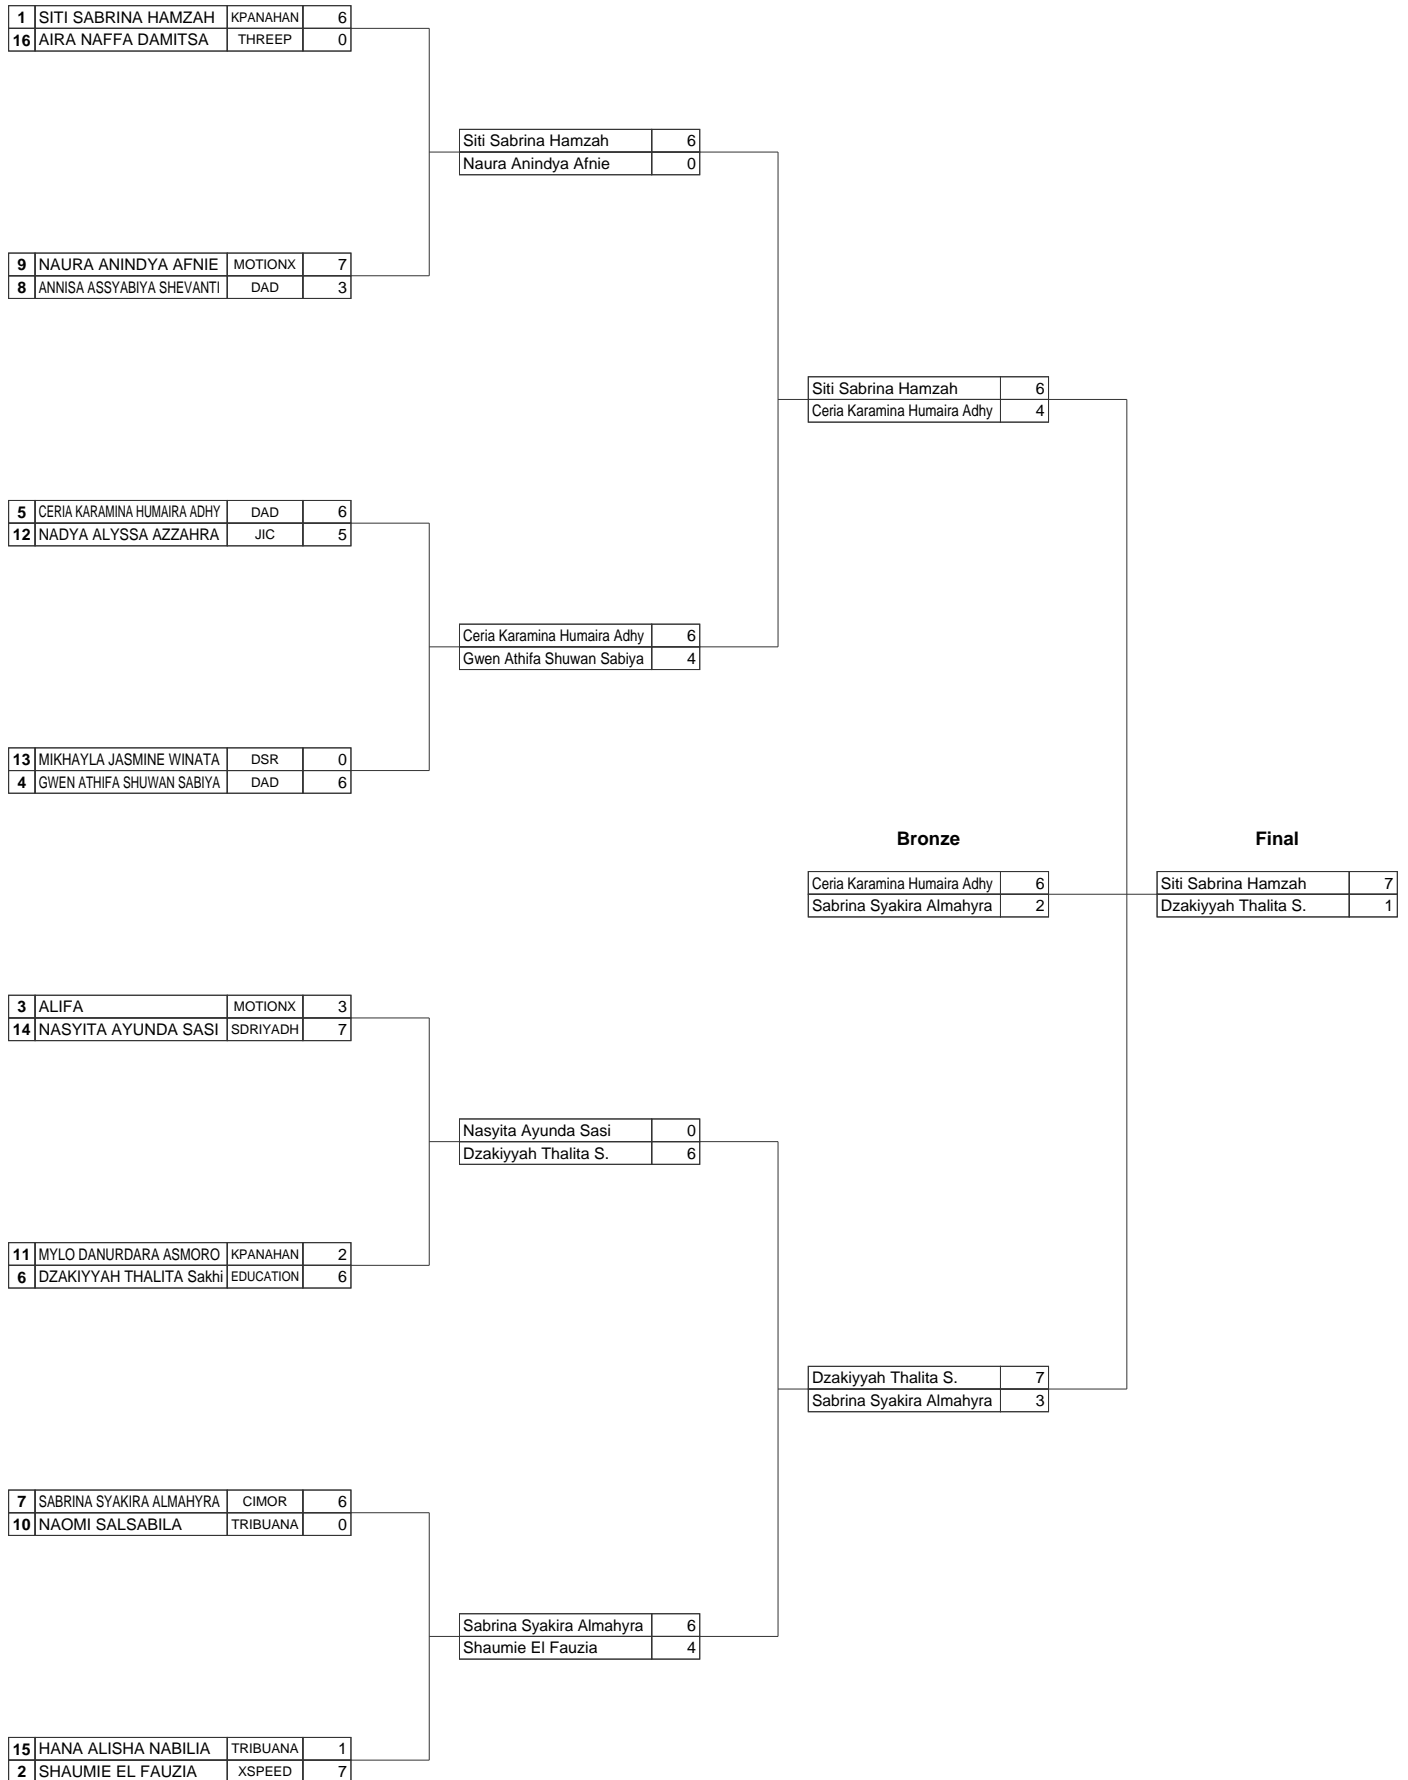 1 SITI SABRINA HAMZAH KPANAHAN 6
16 AIRA NAFFA DAMITSA THREEP 0
Siti Sabrina Hamzah 6
Naura Anindya Afnie 0
9 NAURA ANINDYA AFNIE MOTIONX 7
8 ANNISA ASSYABIYA SHEVANTI DAD 3
Siti Sabrina Hamzah 6
Ceria Karamina Humaira Adhy 4
5 CERIA KARAMINA HUMAIRA ADHY DAD 6
12 NADYA ALYSSA AZZAHRA JIC 5
Ceria Karamina Humaira Adhy 6
Gwen Athifa Shuwan Sabiya 4
13 MIKHAYLA JASMINE WINATA DSR 0
4 GWEN ATHIFA SHUWAN SABIYA DAD 6
Bronze Final
Ceria Karamina Humaira Adhy 6 Siti Sabrina Hamzah 7
Sabrina Syakira Almahyra 2 Dzakiyyah Thalita S. 1
3 ALIFA MOTIONX 3
14 NASYITA AYUNDA SASI SDRIYADH 7
Nasyita Ayunda Sasi 0
Dzakiyyah Thalita S. 6
11 MYLO DANURDARA ASMORO KPANAHAN 2
6 DZAKIYYAH THALITA Sakhi EDUCATION 6
Dzakiyyah Thalita S. 7
Sabrina Syakira Almahyra 3
7 SABRINA SYAKIRA ALMAHYRA CIMOR 6
10 NAOMI SALSABILA TRIBUANA 0
Sabrina Syakira Almahyra 6
Shaumie El Fauzia 4
15 HANA ALISHA NABILIA TRIBUANA 1
2 SHAUMIE EL FAUZIA XSPEED 7